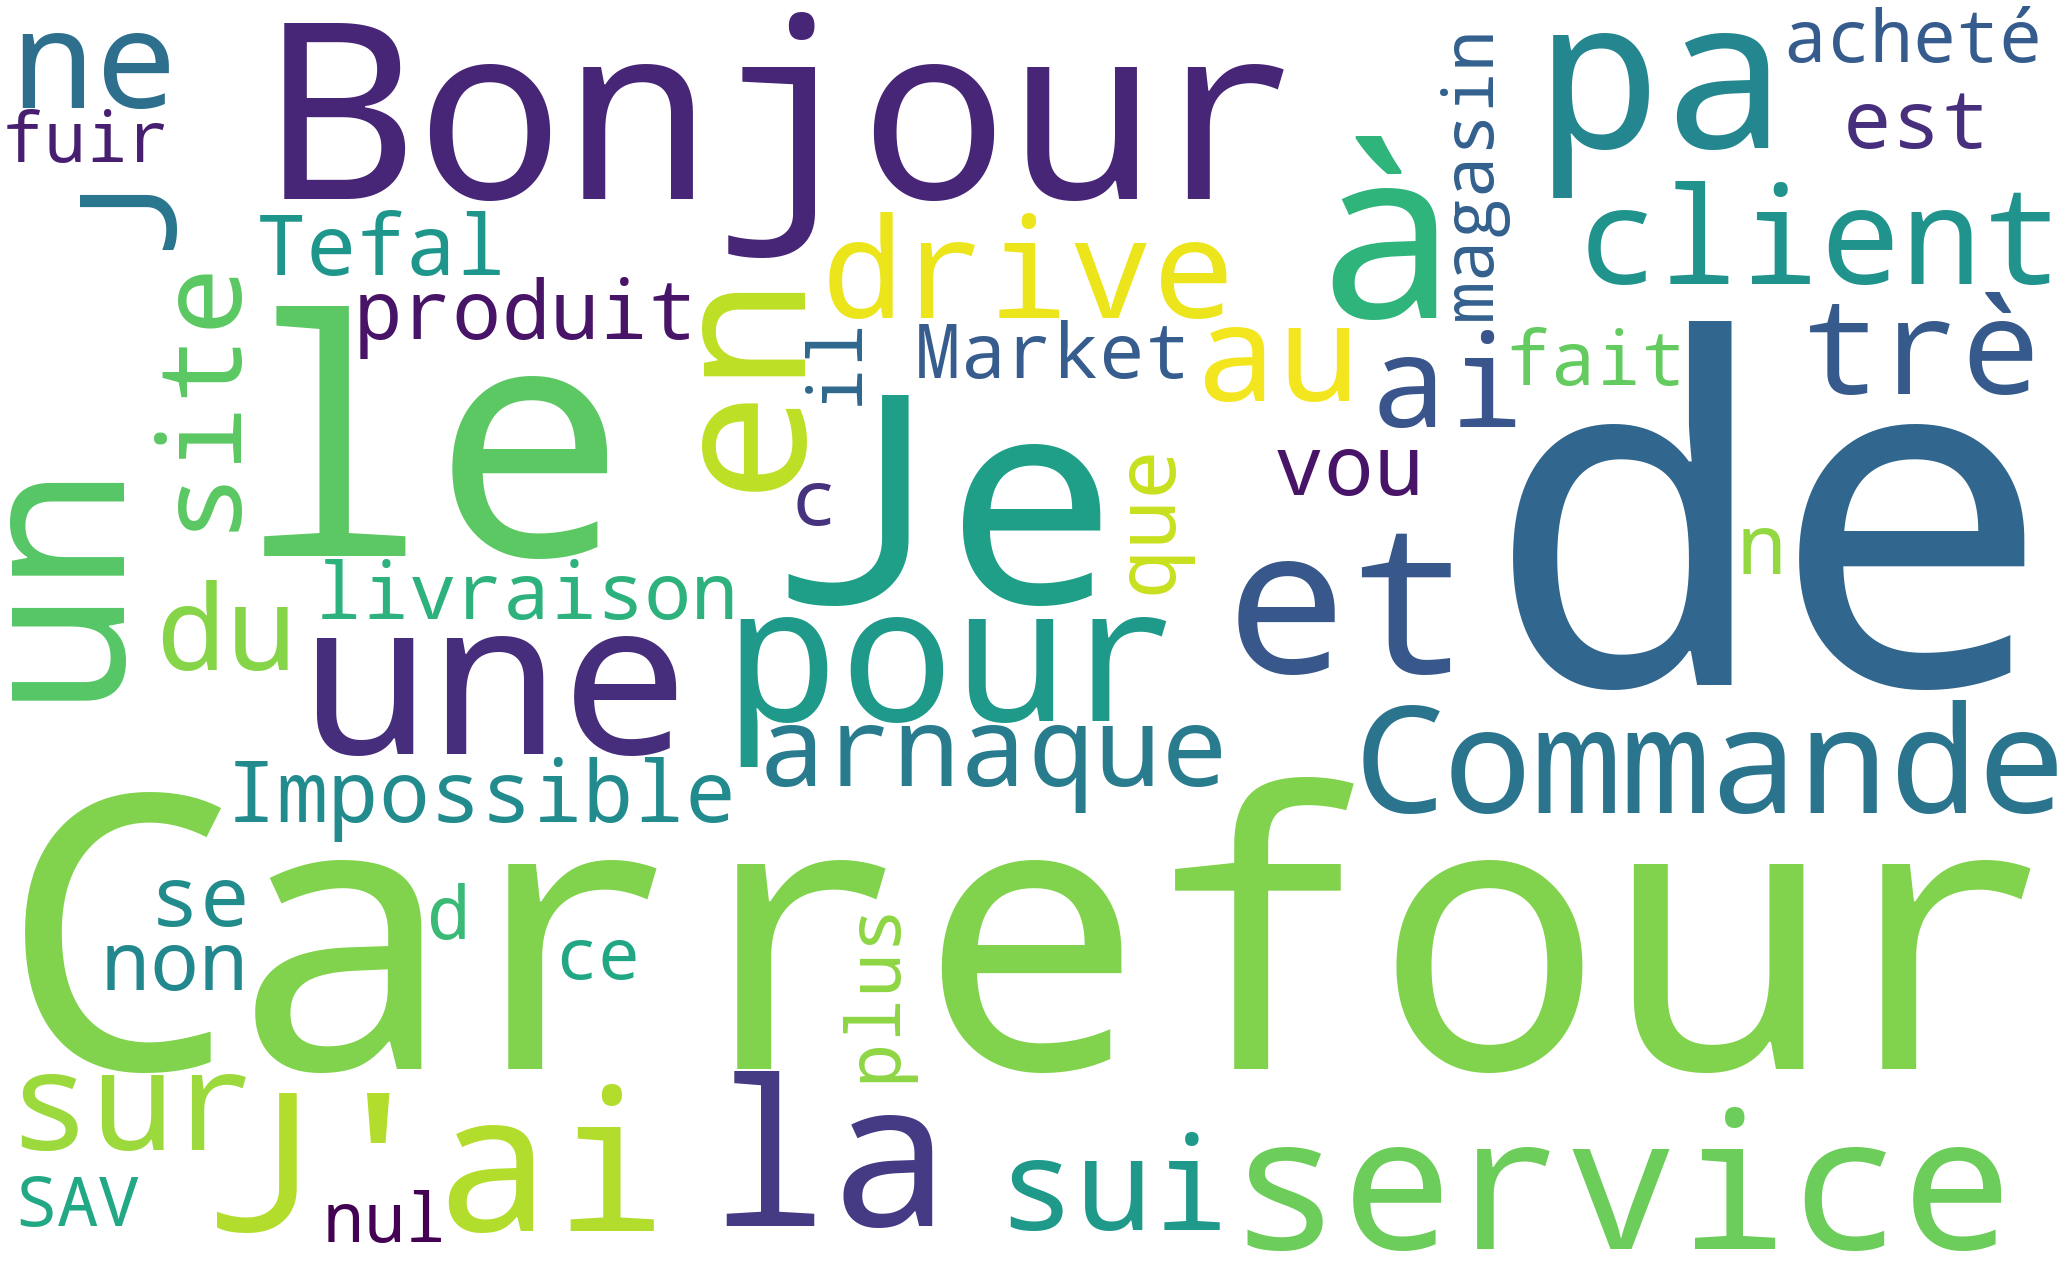 ne
Bonjour
pa
acheté
fuir
magasin
est
J
Tefal
drive
à
client
site
produit
en
il
Market
au
ai
fait
trè
le
Je
c
que
vou
un
livraison
et
de
n
du
une
pour
arnaque
Commande
Impossible
Carrefour
se
d
non
ce
plus
sur
J'ai
la
sui
service
SAV
nul